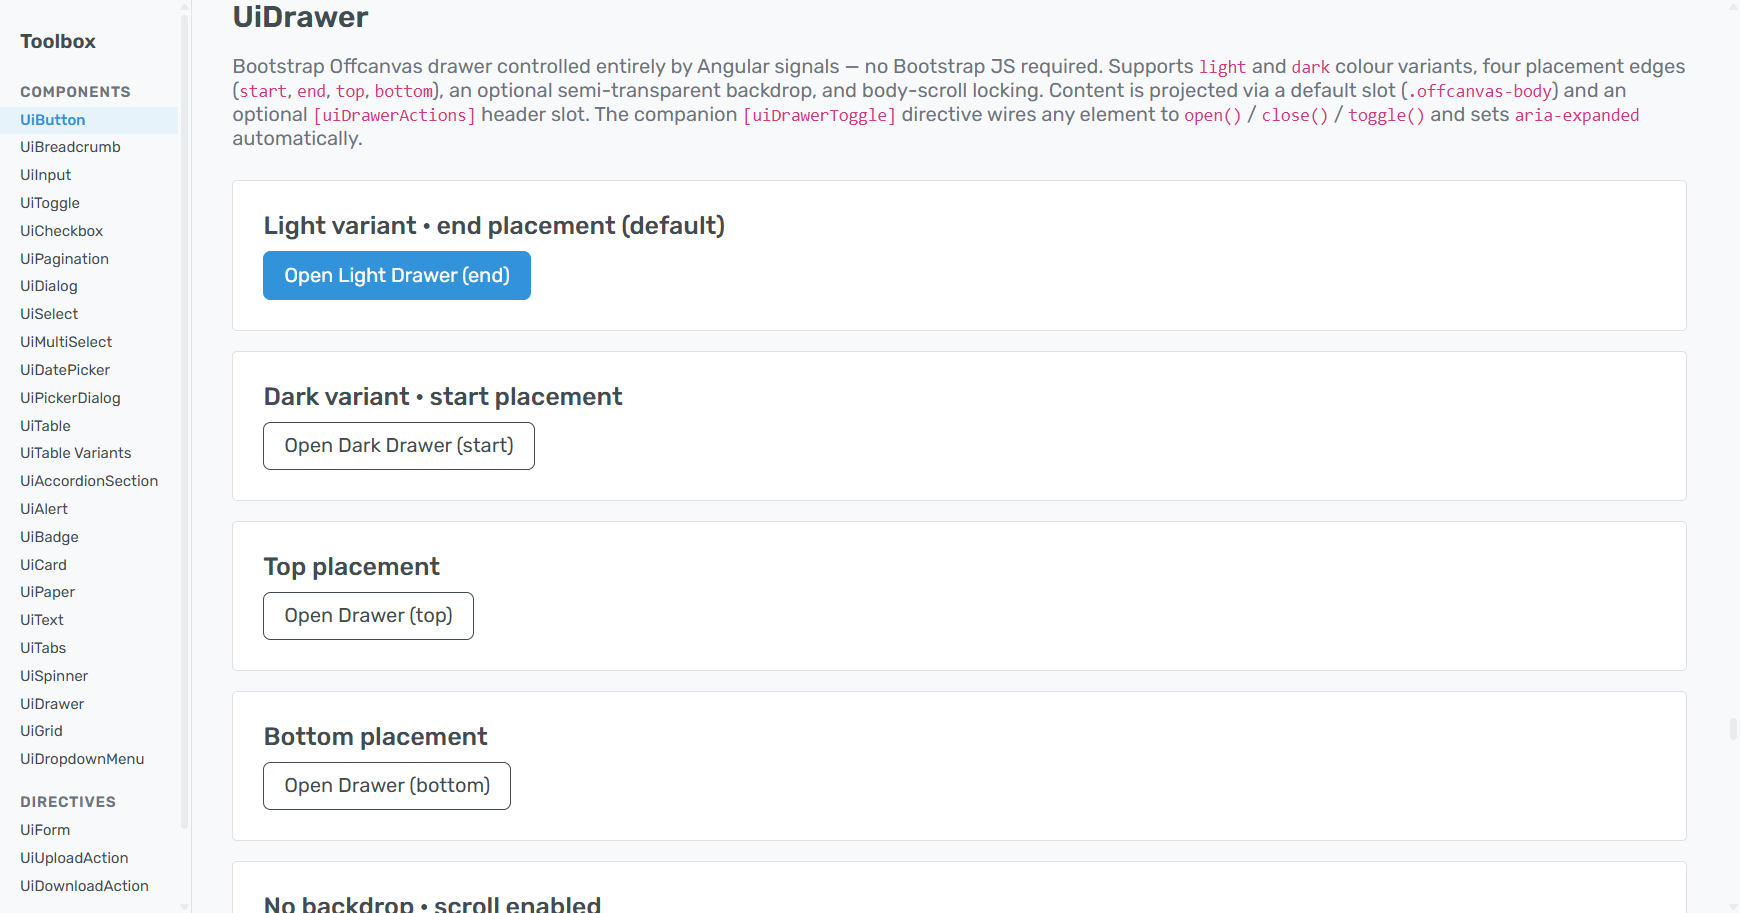 Toolbox
COMPONENTS
UiButton
UiBreadcrumb
UiInput
UiToggle
UiCheckbox
UiPagination
UiDialog
UiSelect
UiMultiSelect
UiDatePicker
UiPickerDialog
UiTable
UiTable Variants
UiAccordionSection
UiAlert
UiBadge
UiCard
UiPaper
UiText
UiTabs
UiSpinner
UiDrawer
UiGrid
UiDropdownMenu
DIRECTIVES
UiForm
UiUploadAction
UiDownloadAction
UiDrawer
Bootstrap Offcanvas drawer controlled entirely by Angular signals — no Bootstrap JS required. Supports light and dark colour variants, four placement edges
(start, end, top, bottom), an optional semi-transparent backdrop, and body-scroll locking. Content is projected via a default slot (.offcanvas-body) and an
optional [uiDrawerActions] header slot. The companion [uiDrawerToggle] directive wires any element to open() / close() / toggle() and sets aria-expanded
automatically.
Light variant • end placement (default)
Open Light Drawer (end)
Dark variant • start placement
Open Dark Drawer (start)
Top placement
Open Drawer (top)
Bottom placement
Open Drawer (bottom)
No backdrop • scroll enabled